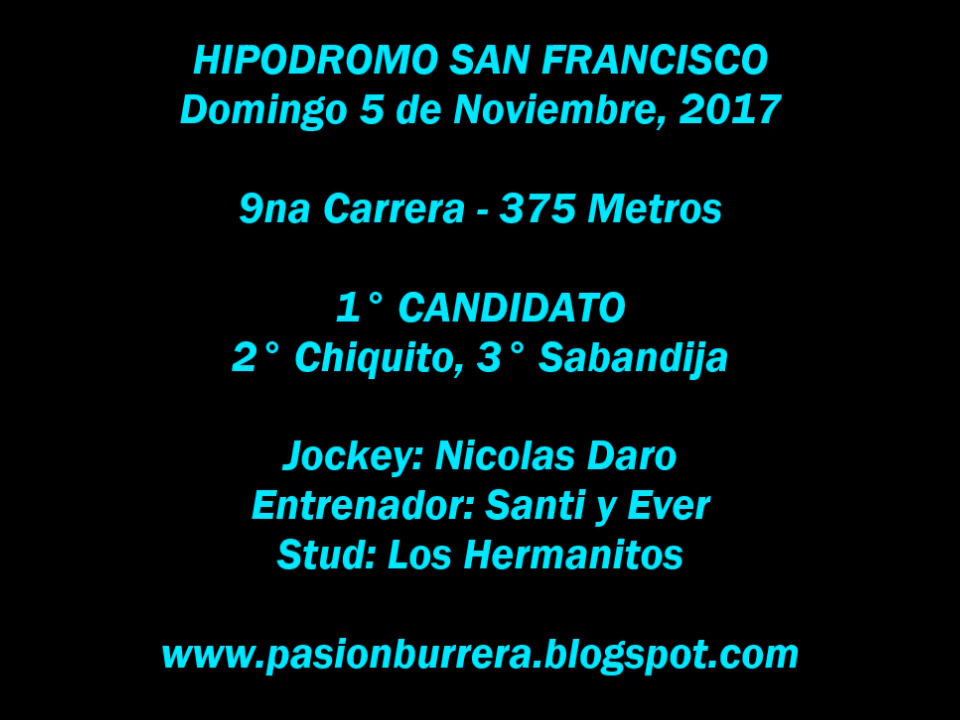 HIPODROMO SAN FRANCISCO
Domingo 5 de Noviembre, 2017
9na Carrera - 375 Metros
1° CANDIDATO
2° Chiquito, 3° Sabandija
Jockey: Nicolas Daro
Entrenador: Santi y Ever
Stud: Los Hermanitos
www.pasionburrera.blogspot.com